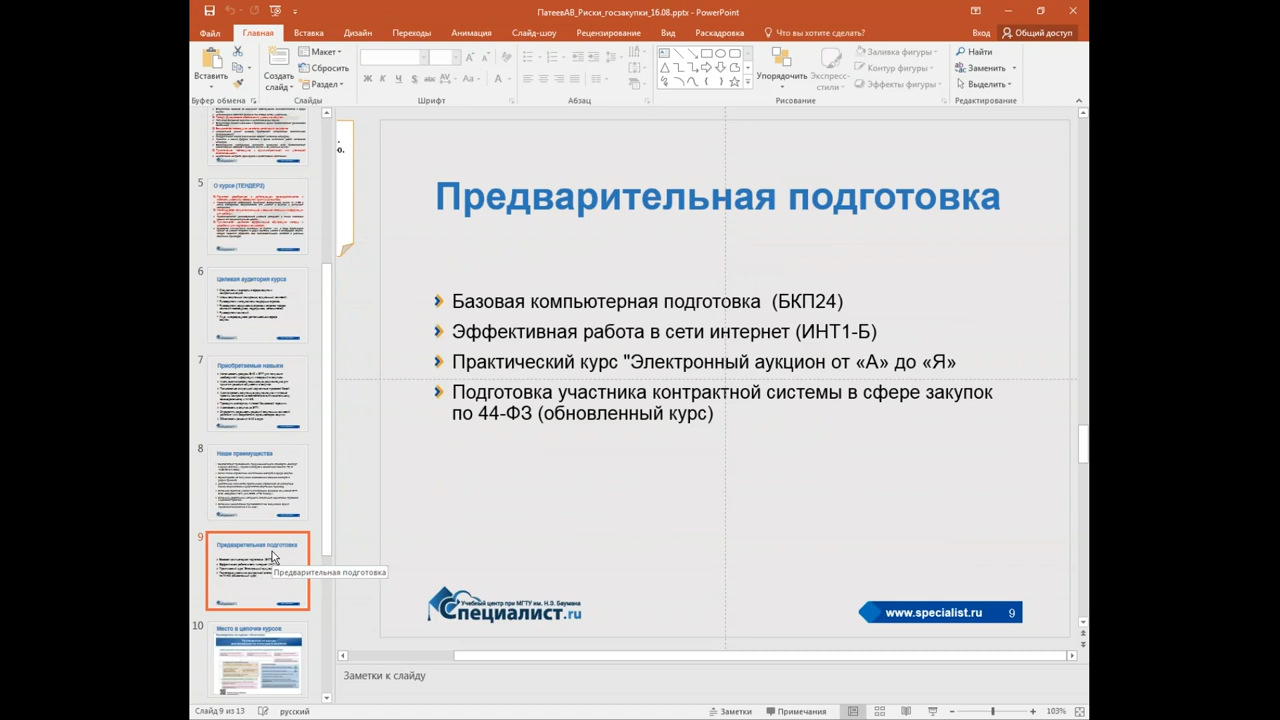 ПатеевАВ_Риски_госзакупки_16.08.pptx - PowerPoint
Файл Главная Вставка Дизайн Переходы Анимация Слайд-шоу Рецензирование Вид Раскадровка Что вы хотите сделать? Вход Общий доступ
Вставить
Создать слайд
Макет
Сбросить
Раздел
Ж К Ч S abc AV Aa A
Упорядочить
Экспресс-стили
Заливка фигуры
Контур фигуры
Эффекты фигуры
Найти
Заменить
Выделить
Буфер обмена Слайды Шрифт Абзац Рисование Редактирование
5
О курсе (ТЕНДЕР2)
6
Целевая аудитория курса
7
Приобретаемые навыки
8
Наши преимущества
9
Предварительная подготовка
Предварительная подготовка
10
Место в цепочке курсов
о.
Предварительная подготовка
Базовая компьютерная подготовка (БКП24)
Эффективная работа в сети интернет (ИНТ1-Б)
Практический курс "Электронный аукцион от «А» до «Я»
Подготовка участника контрактной системы в сфере закупок
по 44-ФЗ (обновленный курс)
Учебный центр при МГТУ им. Н.Э. Баумана
Специалист.ru
www.specialist.ru 9
Заметки к слайду
Слайд 9 из 13 русский Заметки Примечания 103%